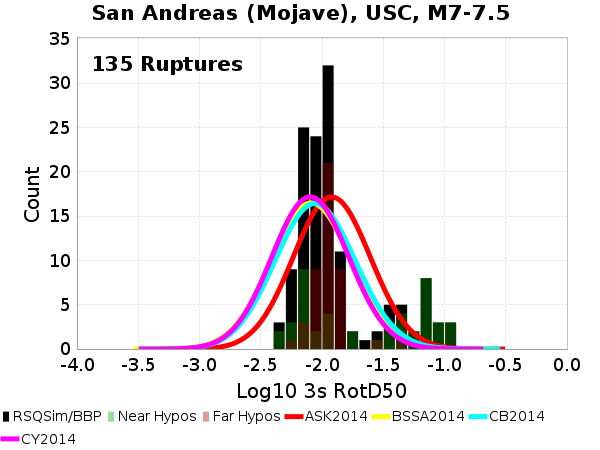 San Andreas (Mojave), USC, M7-7.5
135 Ruptures
Count
35
30
25
20
15
10
5
0
-4.0 -3.5 -3.0 -2.5 -2.0 -1.5 -1.0 -0.5 0.0
Log10 3s RotD50
RSQSim/BBP Near Hypos Far Hypos ASK2014 BSSA2014 CB2014
CY2014